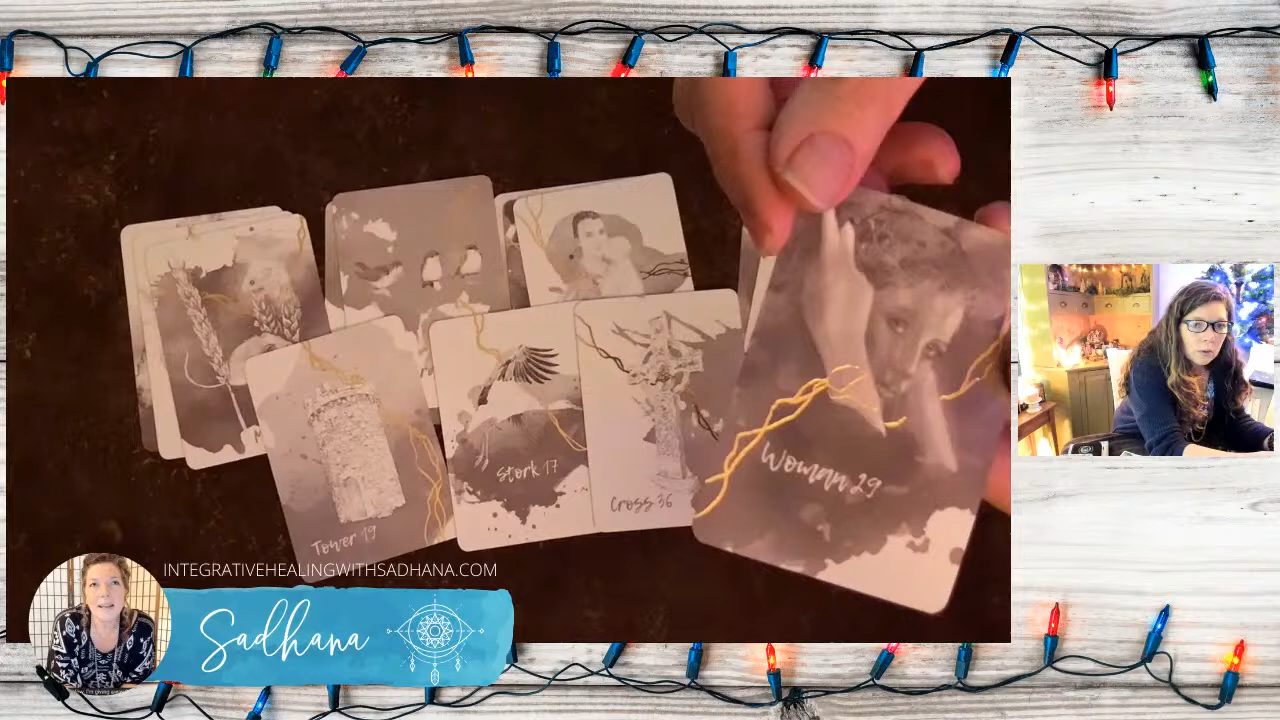 Woman 29
Stork 17
Cross 36
Tower 19
INTEGRATIVEHEALINGWITHSADHANA.COM
Sadhana